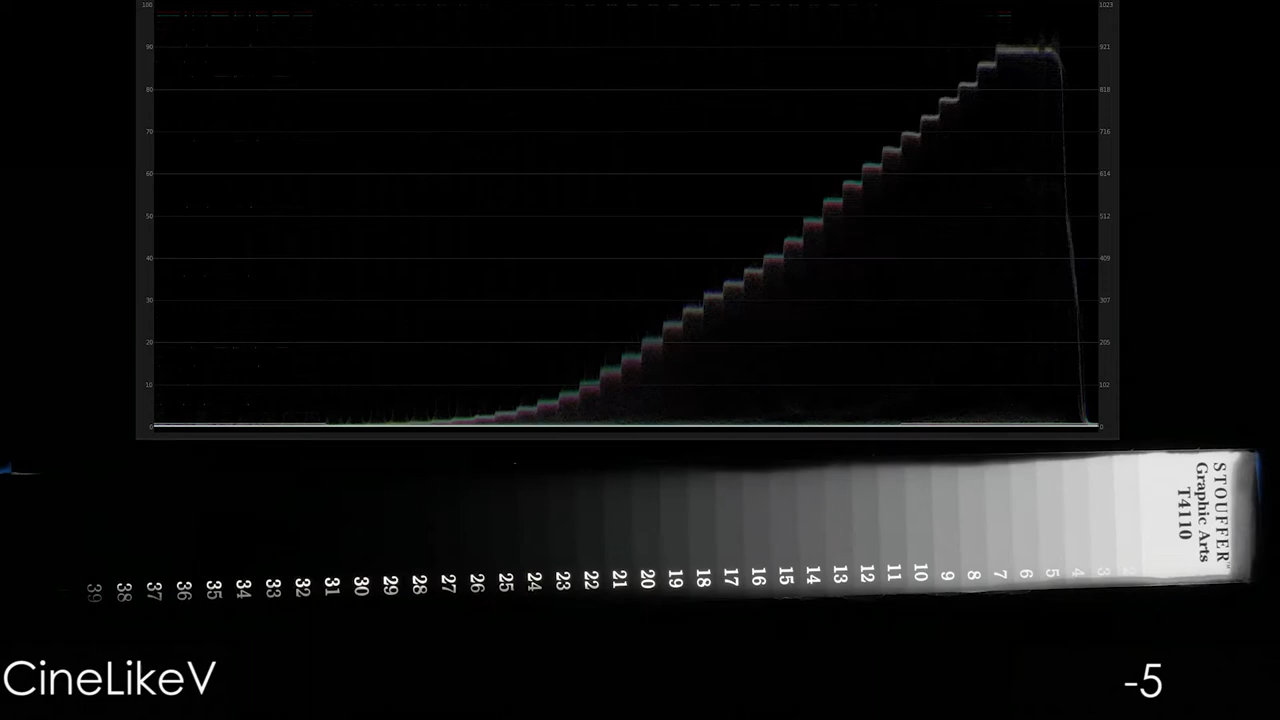 100 1023
90 921
80 818
70 716
60 614
50 512
40 409
30 307
20 205
10 102
0 0
STOUFFER
Graphic Arts
T4110
39 38 37 36 35 34 33 32 31 30 29 28 27 26 25 24 23 22 21 20 19 18 17 16 15 14 13 12 11 10 9 8 7 6 5 4 3 2
CineLikeV -5